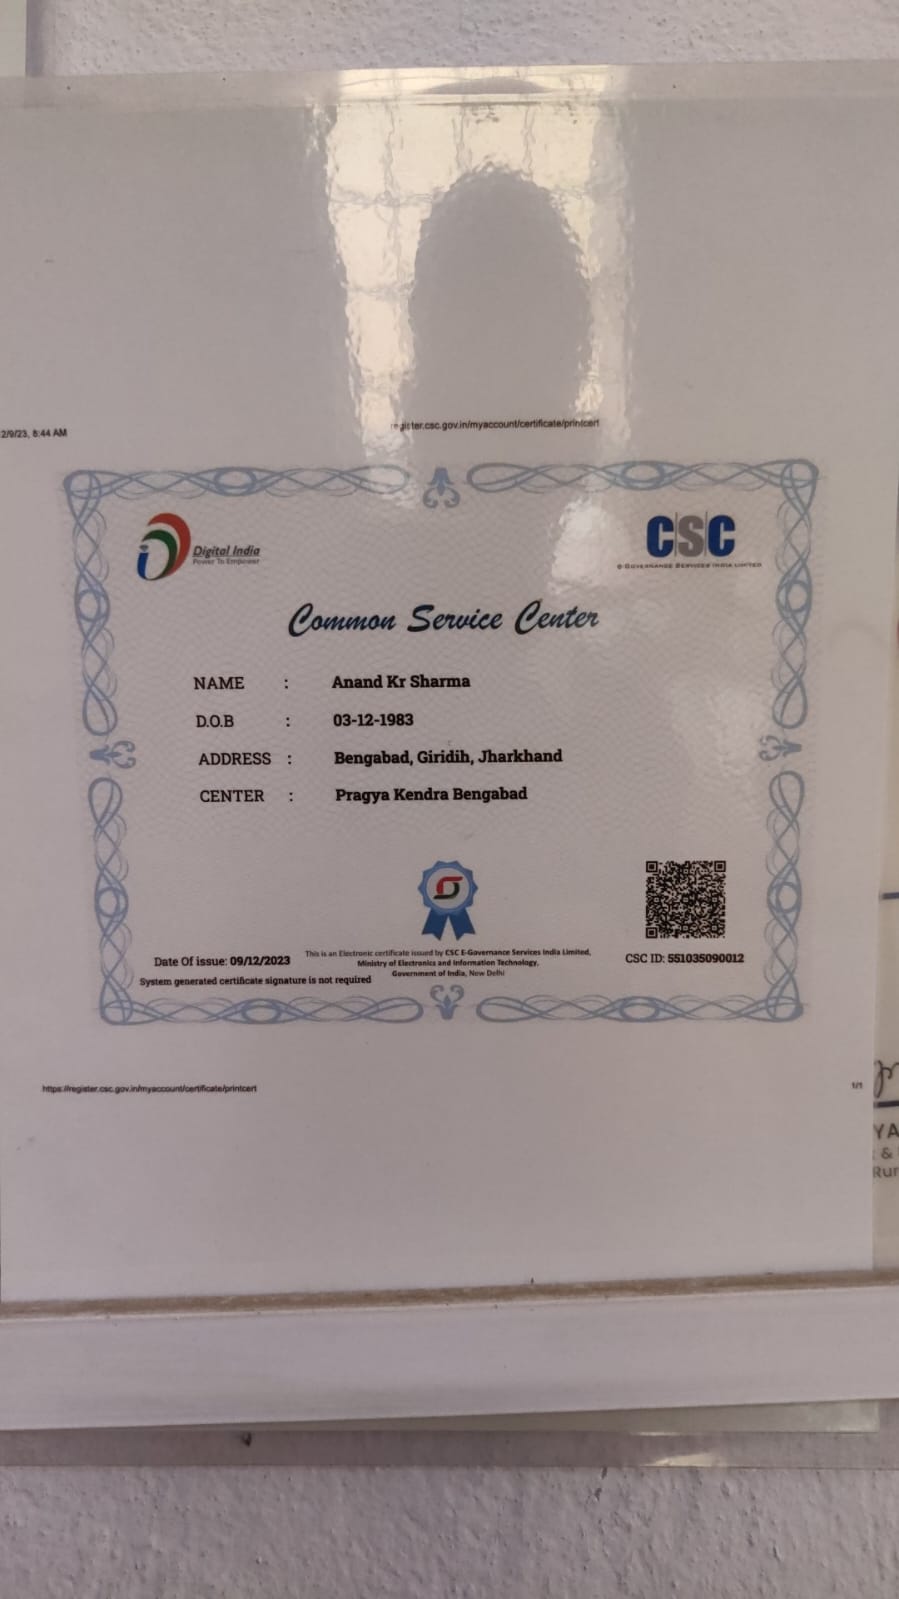 2/9/23, 8:44 AM
register.csc.gov.in/myaccount/certificate/printcert
Digital India
Power To Empower
CSC
e-Governance Services India Limited
Common Service Center
NAME : Anand Kr Sharma
D.O.B : 03-12-1983
ADDRESS : Bengabad, Giridih, Jharkhand
CENTER : Pragya Kendra Bengabad
Date Of issue: 09/12/2023
System generated certificate signature is not required
This is an Electronic certificate issued by CSC E-Governance Services India Limited,
Ministry of Electronics and Information Technology,
Government of India, New Delhi
CSC ID: 551035090012
https://register.csc.gov.in/myaccount/certificate/printcert
1/1
YA
&
Rur